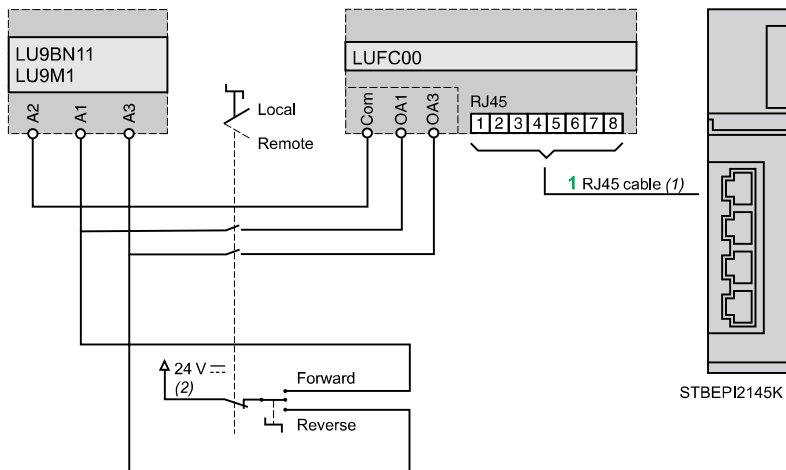 LU9BN11
LU9M1
A2 A1 A3
LUFC00
Com OA1 OA3
RJ45
1 2 3 4 5 6 7 8
Local
Remote
1 RJ45 cable (1)
24 V
(2)
Forward
Reverse
STBEPI2145K